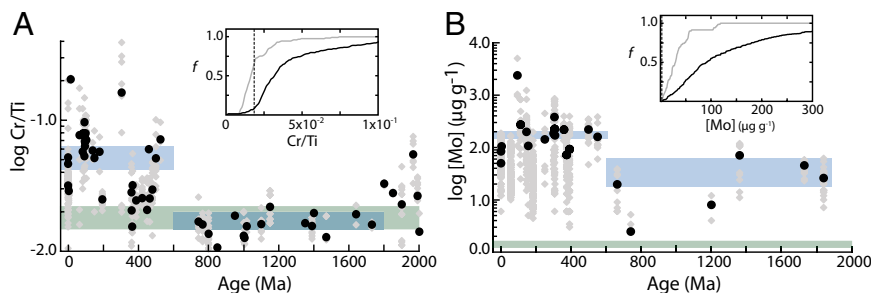 A
B
f
1.0
0.5
0
5x10⁻²
1x10⁻¹
Cr/Ti
log Cr/Ti
-1.0
-2.0
0
400
800
1200
1600
2000
Age (Ma)
f
1.0
0.5
100
200
300
[Mo] (µg g⁻¹)
log [Mo] (µg g⁻¹)
4.0
3.0
2.0
1.0
0.0
0
400
800
1200
1600
2000
Age (Ma)